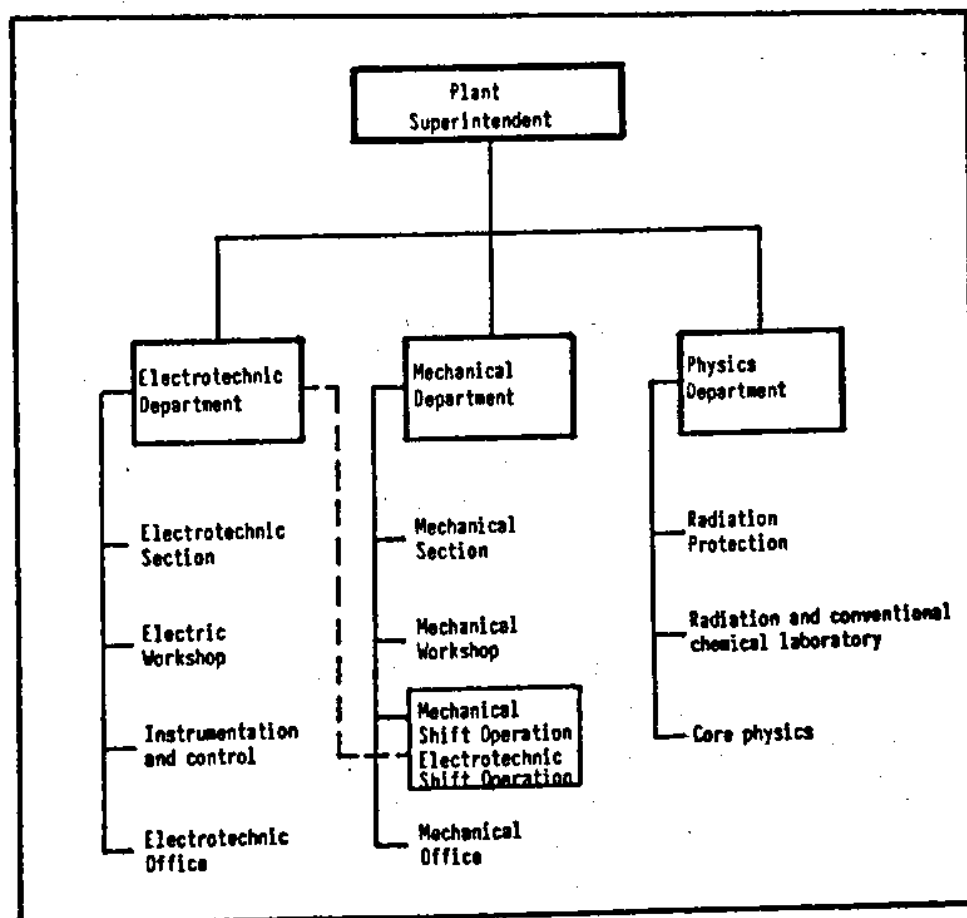 Plant
Superintendent
Electrotechnic
Department
Mechanical
Department
Physics
Department
Electrotechnic
Section
Electric
Workshop
Instrumentation
and control
Electrotechnic
Office
Mechanical
Section
Mechanical
Workshop
Mechanical
Shift Operation
Electrotechnic
Shift Operation
Mechanical
Office
Radiation
Protection
Radiation and conventional
chemical laboratory
Core physics